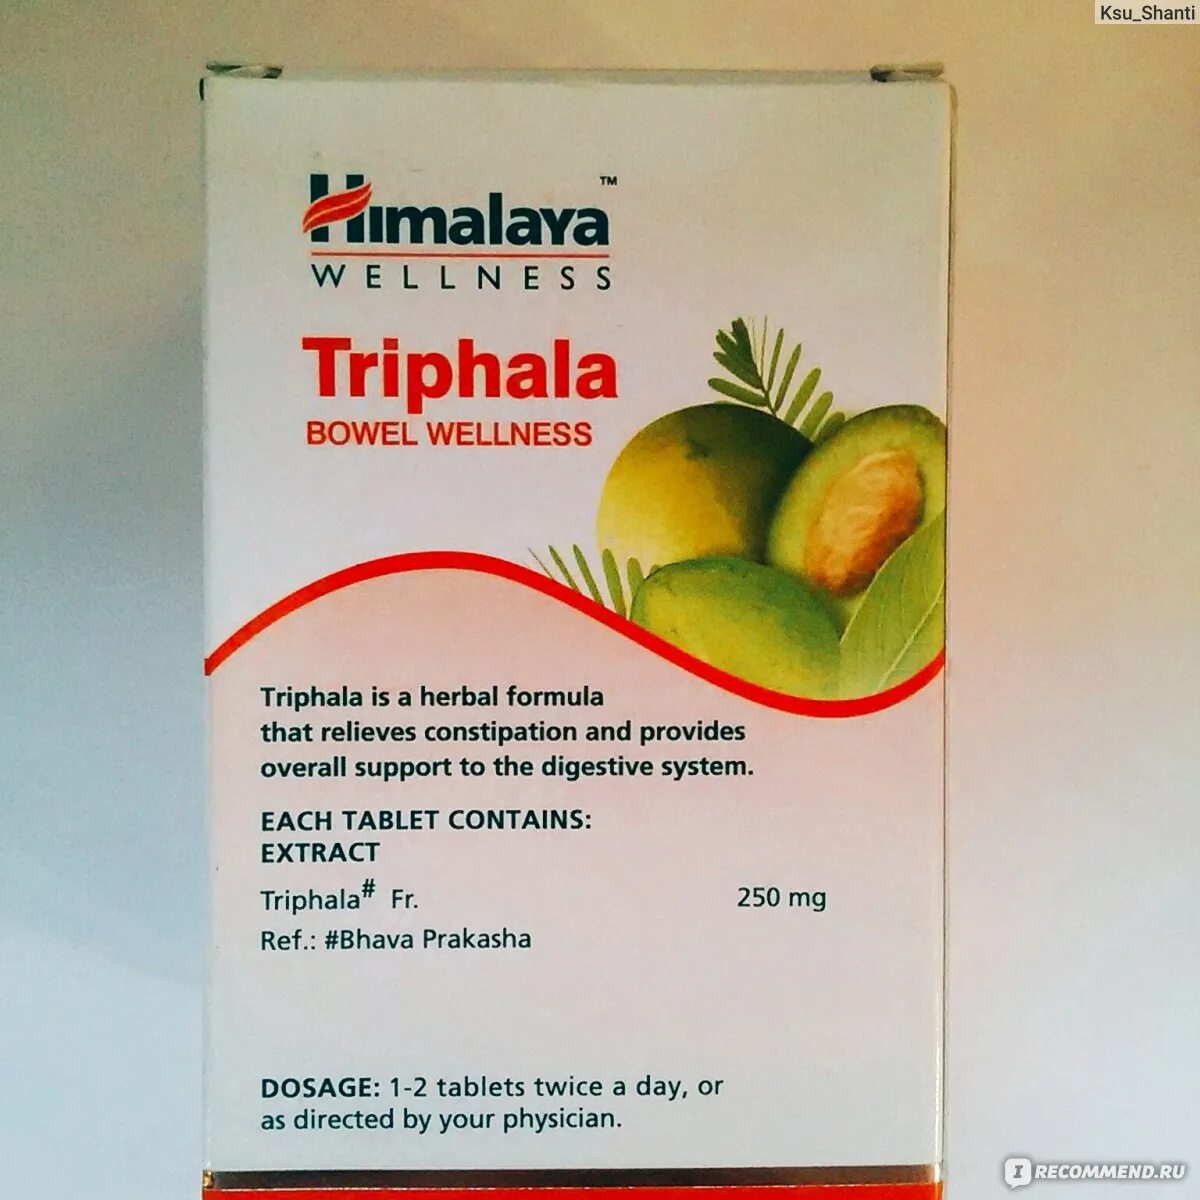 Ksu_Shanti
Himalaya™
WELLNESS
Triphala
BOWEL WELLNESS
Triphala is a herbal formula
that relieves constipation and provides
overall support to the digestive system.
EACH TABLET CONTAINS:
EXTRACT
Triphala# Fr. 250 mg
Ref.: #Bhava Prakasha
DOSAGE: 1-2 tablets twice a day, or
as directed by your physician.
IRECOMMEND.RU